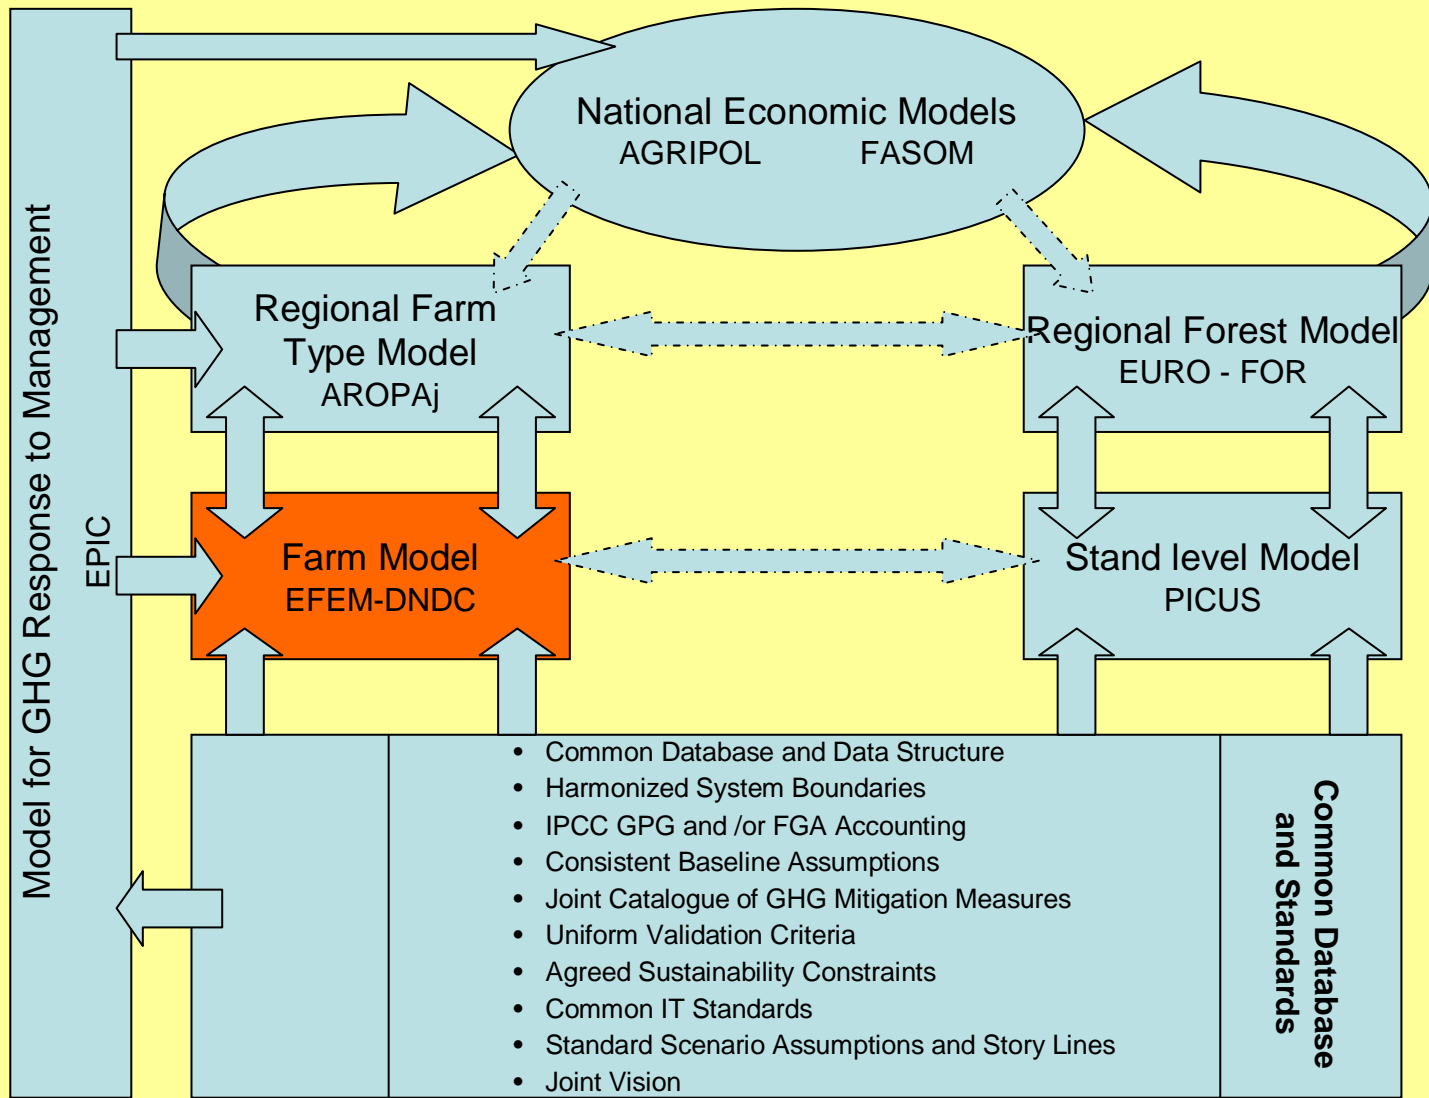 Model for GHG Response to Management
EPIC
National Economic Models
AGRIPOL FASOM
Regional Farm
Type Model
AROPAj
Regional Forest Model
EURO - FOR
Farm Model
EFEM-DNDC
Stand level Model
PICUS
• Common Database and Data Structure
• Harmonized System Boundaries
• IPCC GPG and /or FGA Accounting
• Consistent Baseline Assumptions
• Joint Catalogue of GHG Mitigation Measures
• Uniform Validation Criteria
• Agreed Sustainability Constraints
• Common IT Standards
• Standard Scenario Assumptions and Story Lines
• Joint Vision
Common Database
and Standards